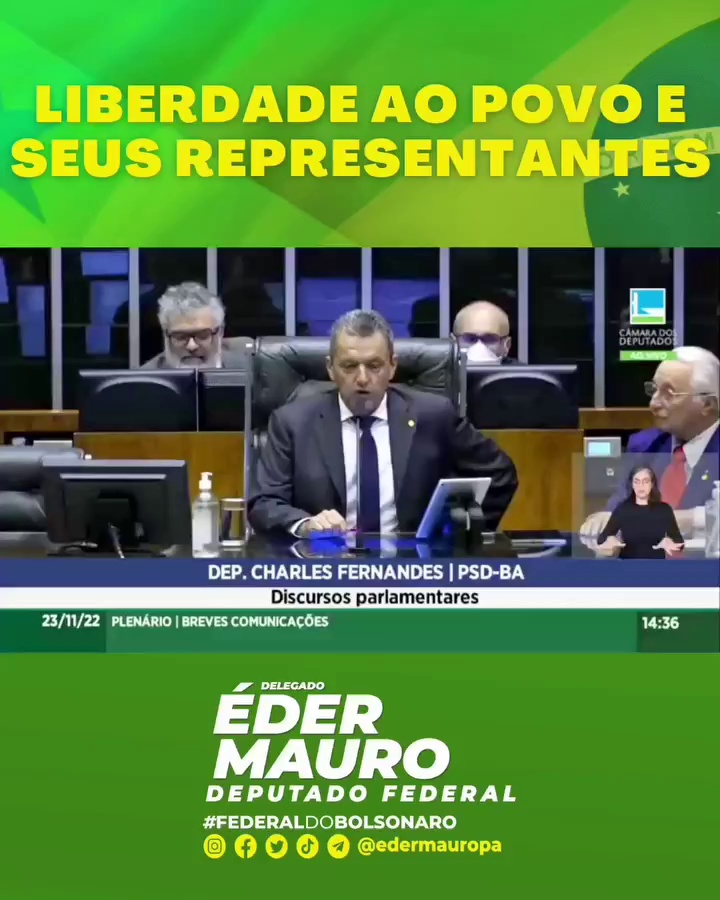 LIBERDADE AO POVO E
SEUS REPRESENTANTES
CÂMARA DOS
DEPUTADOS
AO VIVO
DEP. CHARLES FERNANDES | PSD-BA
Discursos parlamentares
23/11/22 PLENÁRIO | BREVES COMUNICAÇÕES 14:36
DELEGADO
ÉDER
MAURO
DEPUTADO FEDERAL
#FEDERALDOBOLSONARO
@edermauropa